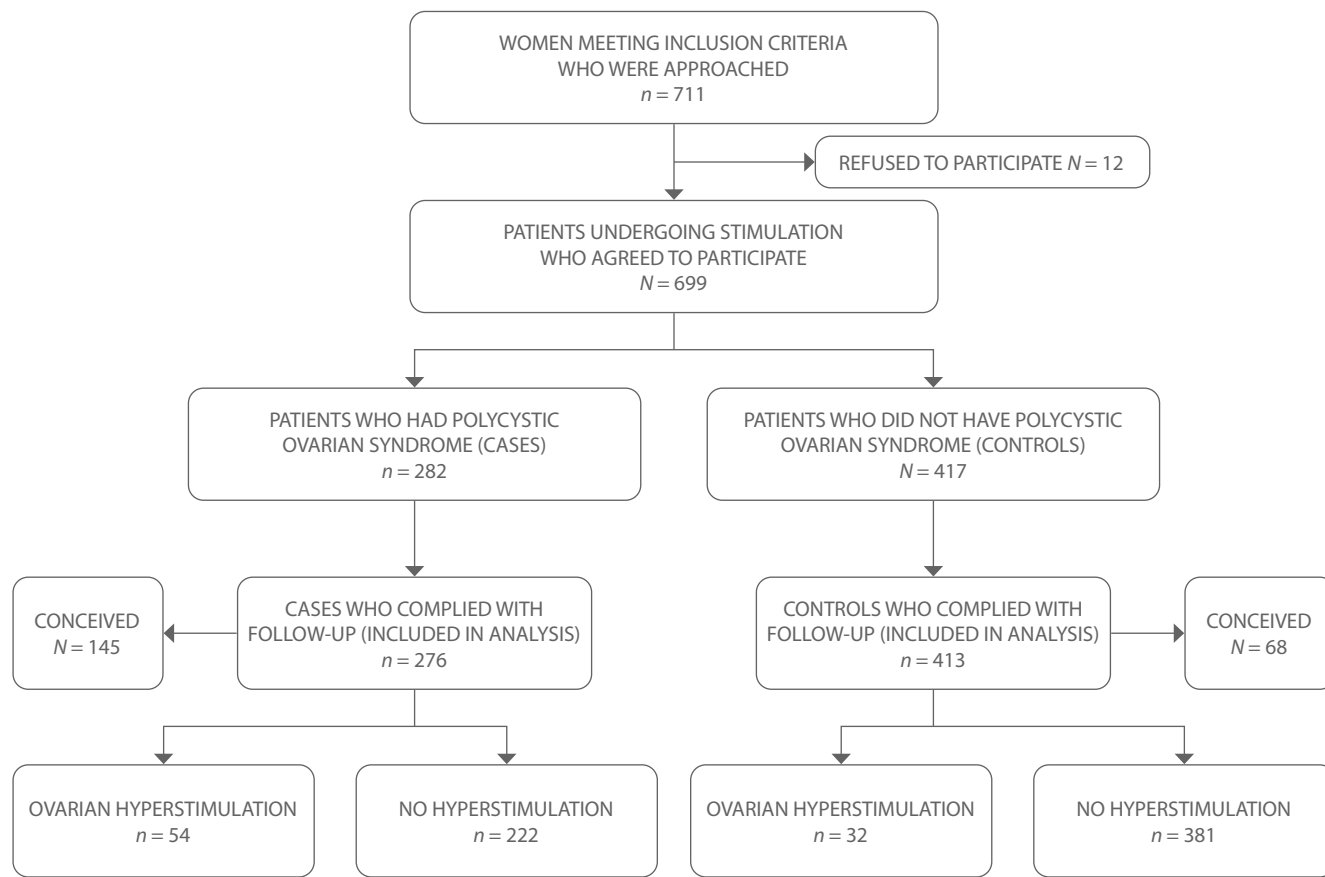 WOMEN MEETING INCLUSION CRITERIA
WHO WERE APPROACHED
n = 711
REFUSED TO PARTICIPATE N = 12
PATIENTS UNDERGOING STIMULATION
WHO AGREED TO PARTICIPATE
N = 699
PATIENTS WHO HAD POLYCYSTIC
OVARIAN SYNDROME (CASES)
n = 282
PATIENTS WHO DID NOT HAVE POLYCYSTIC
OVARIAN SYNDROME (CONTROLS)
N = 417
CONCEIVED
N = 145
CASES WHO COMPLIED WITH
FOLLOW-UP (INCLUDED IN ANALYSIS)
n = 276
CONTROLS WHO COMPLIED WITH
FOLLOW-UP (INCLUDED IN ANALYSIS)
n = 413
CONCEIVED
N = 68
OVARIAN HYPERSTIMULATION
n = 54
NO HYPERSTIMULATION
n = 222
OVARIAN HYPERSTIMULATION
n = 32
NO HYPERSTIMULATION
n = 381